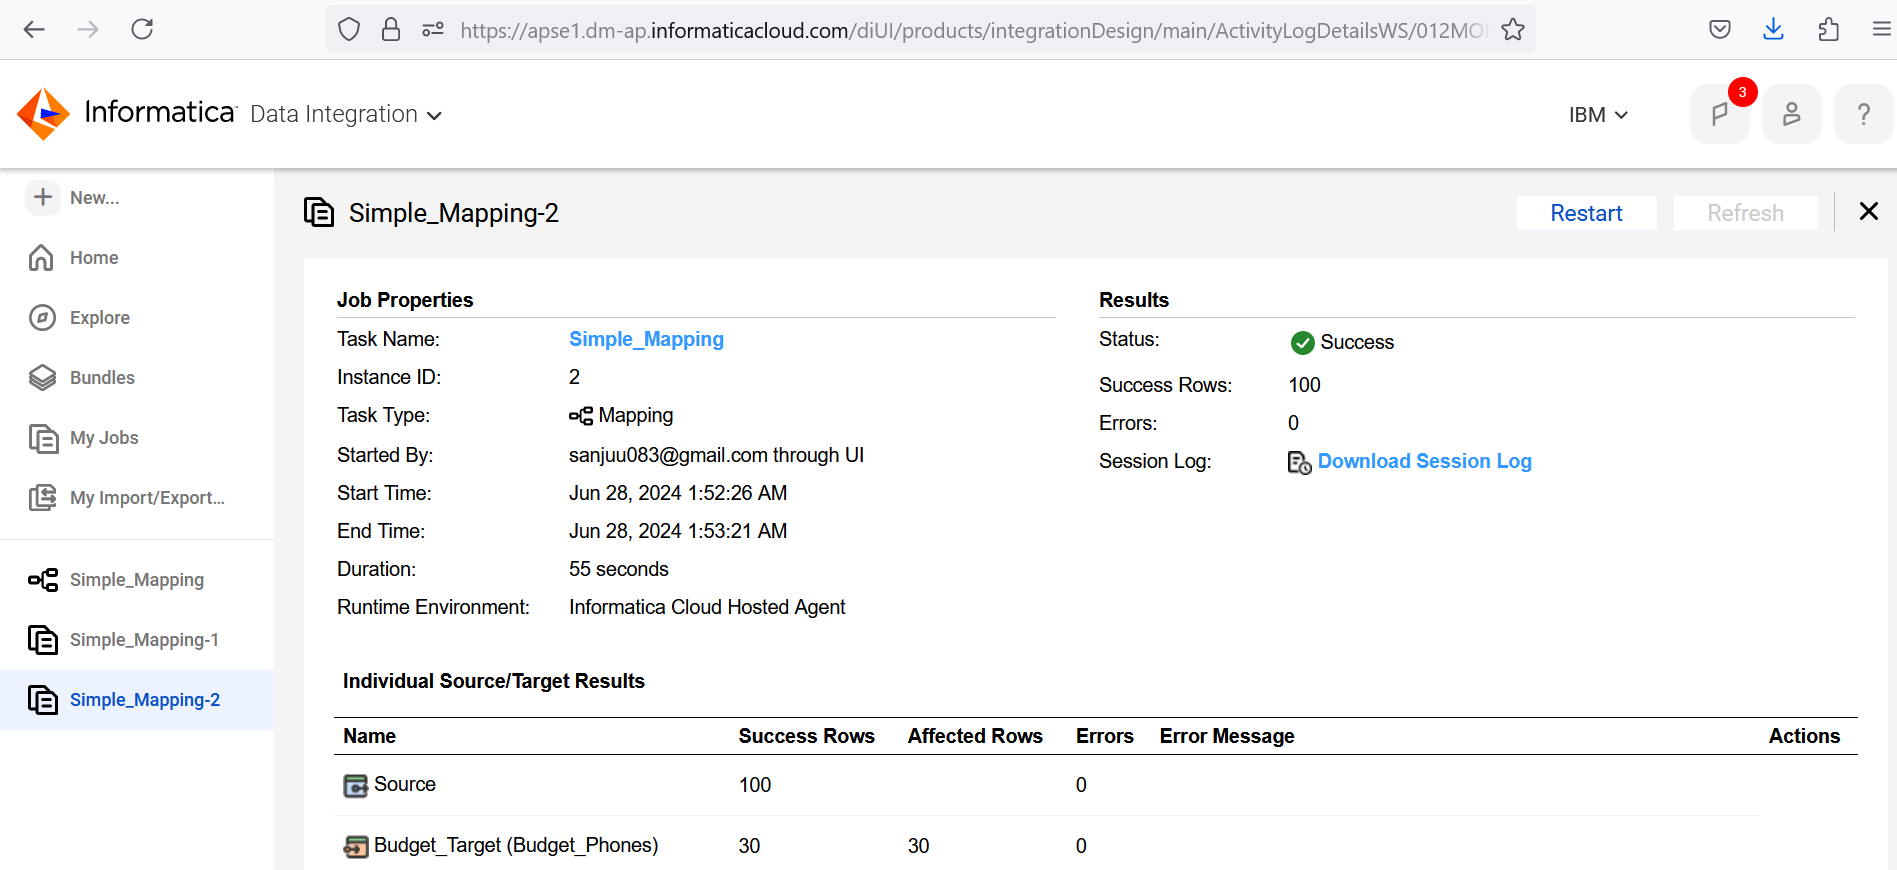 https://apse1.dm-ap.informaticacloud.com/diUI/products/integrationDesign/main/ActivityLogDetailsWS/012MO
Informatica Data Integration
IBM
3
?
New...
Home
Explore
Bundles
My Jobs
My Import/Export...
Simple_Mapping
Simple_Mapping-1
Simple_Mapping-2
Simple_Mapping-2
Restart
Refresh
Job Properties
Task Name: Simple_Mapping
Instance ID: 2
Task Type: Mapping
Started By: sanjuu083@gmail.com through UI
Start Time: Jun 28, 2024 1:52:26 AM
End Time: Jun 28, 2024 1:53:21 AM
Duration: 55 seconds
Runtime Environment: Informatica Cloud Hosted Agent
Results
Status: Success
Success Rows: 100
Errors: 0
Session Log: Download Session Log
Individual Source/Target Results
Name Success Rows Affected Rows Errors Error Message Actions
Source 100 0
Budget_Target (Budget_Phones) 30 30 0